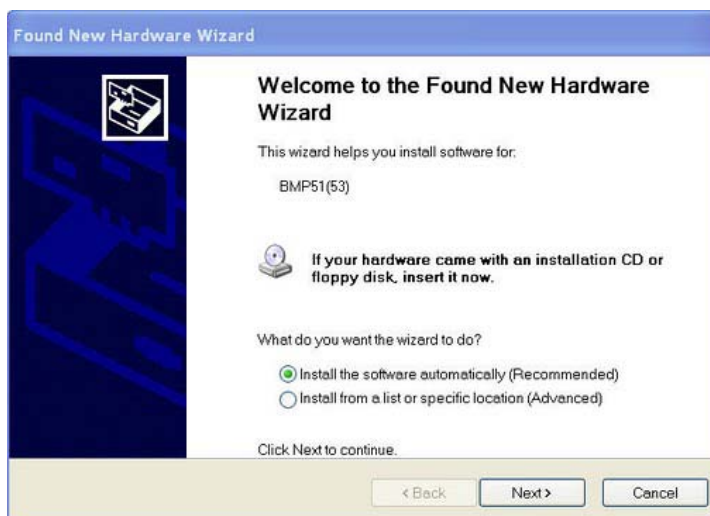 Found New Hardware Wizard
Welcome to the Found New Hardware
Wizard
This wizard helps you install software for:
BMP51(53)
If your hardware came with an installation CD or
floppy disk, insert it now.
What do you want the wizard to do?
Install the software automatically (Recommended)
Install from a list or specific location (Advanced)
Click Next to continue.
< Back
Next >
Cancel